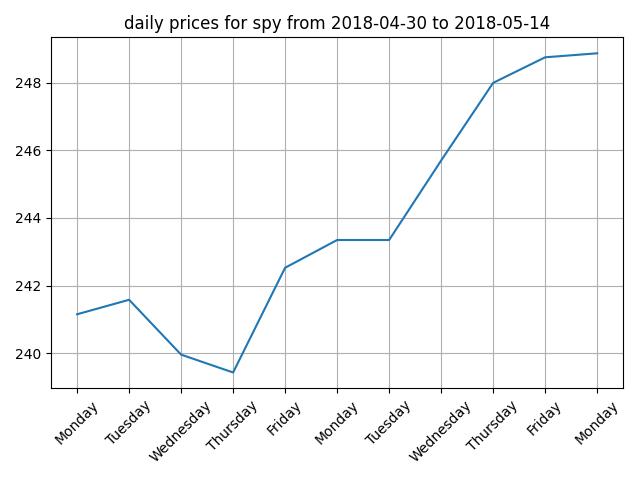 daily prices for spy from 2018-04-30 to 2018-05-14
248
246
244
242
240
Monday
Tuesday
Wednesday
Thursday
Friday
Monday
Tuesday
Wednesday
Thursday
Friday
Monday